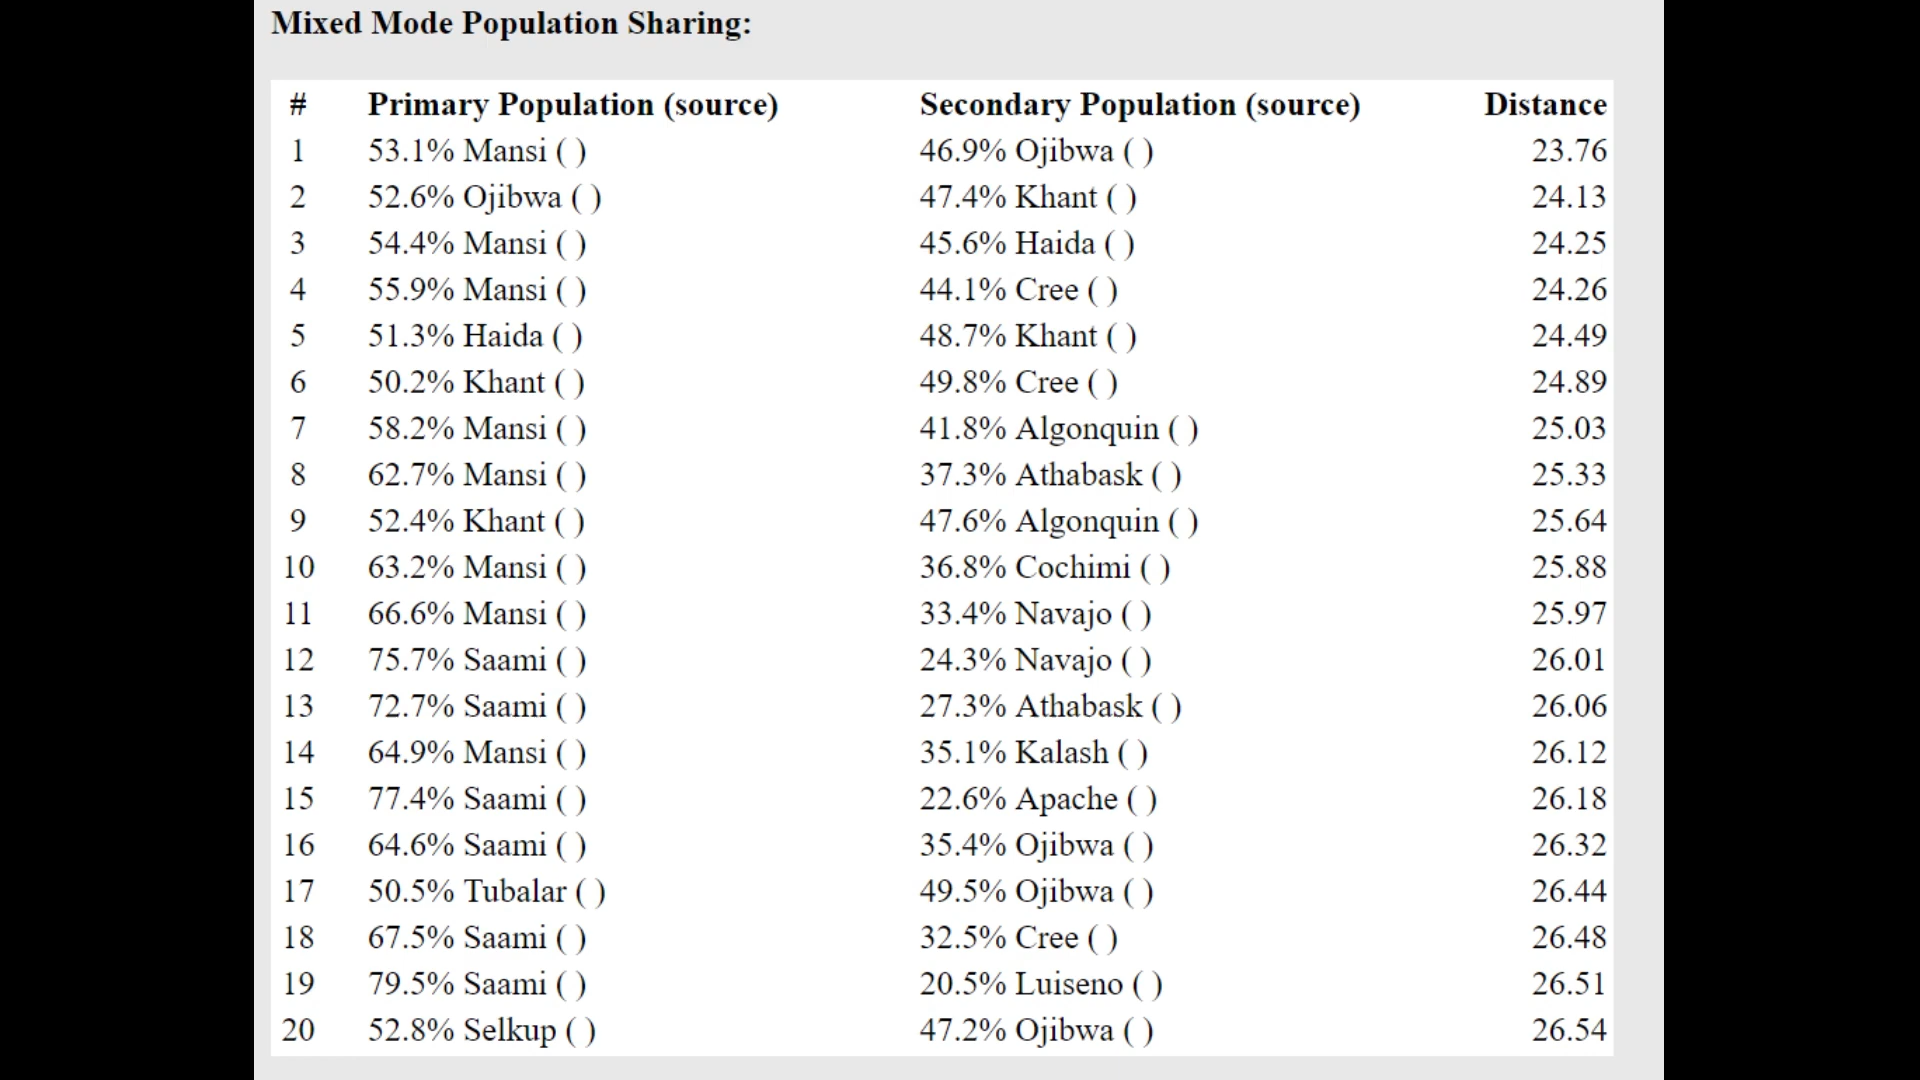 Mixed Mode Population Sharing:
# Primary Population (source) Secondary Population (source) Distance
1 53.1% Mansi ( ) 46.9% Ojibwa ( ) 23.76
2 52.6% Ojibwa ( ) 47.4% Khant ( ) 24.13
3 54.4% Mansi ( ) 45.6% Haida ( ) 24.25
4 55.9% Mansi ( ) 44.1% Cree ( ) 24.26
5 51.3% Haida ( ) 48.7% Khant ( ) 24.49
6 50.2% Khant ( ) 49.8% Cree ( ) 24.89
7 58.2% Mansi ( ) 41.8% Algonquin ( ) 25.03
8 62.7% Mansi ( ) 37.3% Athabask ( ) 25.33
9 52.4% Khant ( ) 47.6% Algonquin ( ) 25.64
10 63.2% Mansi ( ) 36.8% Cochimi ( ) 25.88
11 66.6% Mansi ( ) 33.4% Navajo ( ) 25.97
12 75.7% Saami ( ) 24.3% Navajo ( ) 26.01
13 72.7% Saami ( ) 27.3% Athabask ( ) 26.06
14 64.9% Mansi ( ) 35.1% Kalash ( ) 26.12
15 77.4% Saami ( ) 22.6% Apache ( ) 26.18
16 64.6% Saami ( ) 35.4% Ojibwa ( ) 26.32
17 50.5% Tubalar ( ) 49.5% Ojibwa ( ) 26.44
18 67.5% Saami ( ) 32.5% Cree ( ) 26.48
19 79.5% Saami ( ) 20.5% Luiseno ( ) 26.51
20 52.8% Selkup ( ) 47.2% Ojibwa ( ) 26.54